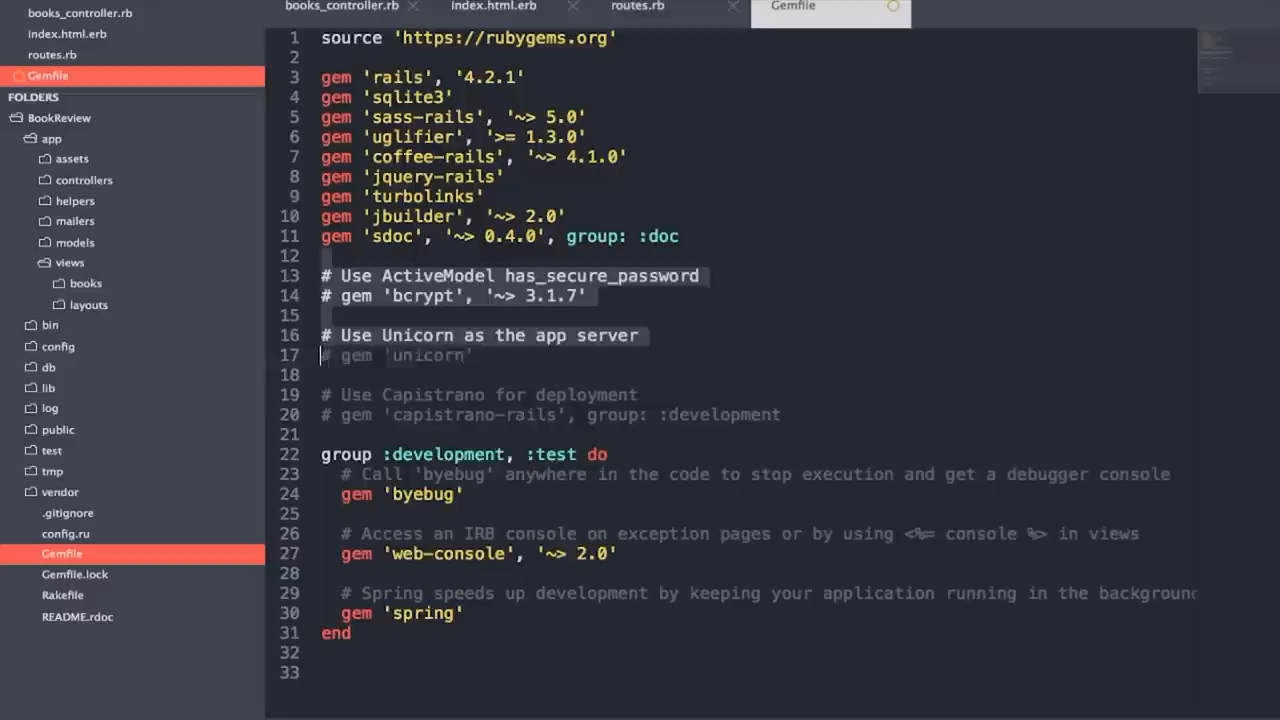 books_controller.rb
index.html.erb
routes.rb
Gemfile
FOLDERS
BookReview
app
assets
controllers
helpers
mailers
models
views
books
layouts
bin
config
db
lib
log
public
test
tmp
vendor
.gitignore
config.ru
Gemfile
Gemfile.lock
Rakefile
README.rdoc
books_controller.rb index.html.erb routes.rb Gemfile
1 source 'https://rubygems.org'
2
3 gem 'rails', '4.2.1'
4 gem 'sqlite3'
5 gem 'sass-rails', '~> 5.0'
6 gem 'uglifier', '>= 1.3.0'
7 gem 'coffee-rails', '~> 4.1.0'
8 gem 'jquery-rails'
9 gem 'turbolinks'
10 gem 'jbuilder', '~> 2.0'
11 gem 'sdoc', '~> 0.4.0', group: :doc
12
13 # Use ActiveModel has_secure_password
14 # gem 'bcrypt', '~> 3.1.7'
15
16 # Use Unicorn as the app server
17 # gem 'unicorn'
18
19 # Use Capistrano for deployment
20 # gem 'capistrano-rails', group: :development
21
22 group :development, :test do
23 # Call 'byebug' anywhere in the code to stop execution and get a debugger console
24 gem 'byebug'
25
26 # Access an IRB console on exception pages or by using <%= console %> in views
27 gem 'web-console', '~> 2.0'
28
29 # Spring speeds up development by keeping your application running in the background
30 gem 'spring'
31 end
32
33